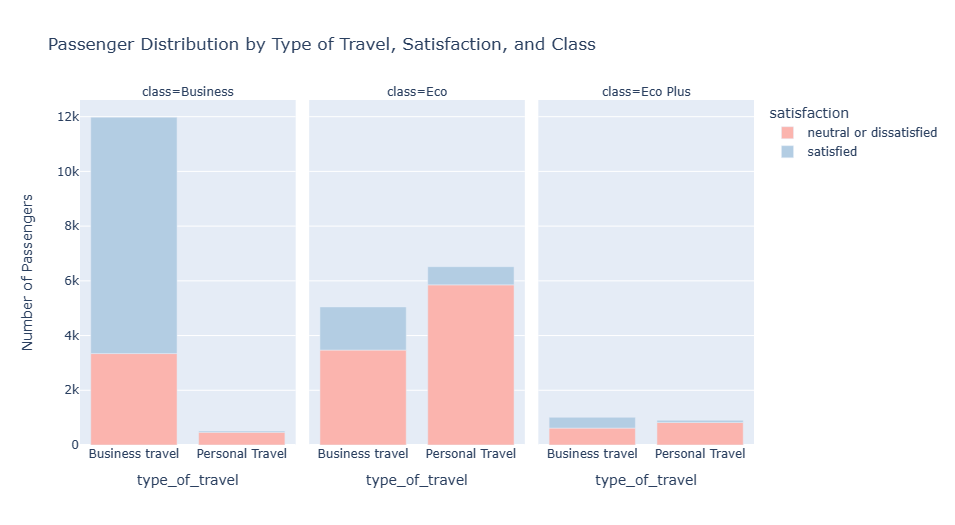 Passenger Distribution by Type of Travel, Satisfaction, and Class
class=Business
class=Eco
class=Eco Plus
satisfaction
neutral or dissatisfied
satisfied
Number of Passengers
12k
10k
8k
6k
4k
2k
0
Business travel Personal Travel
Business travel Personal Travel
Business travel Personal Travel
type_of_travel
type_of_travel
type_of_travel